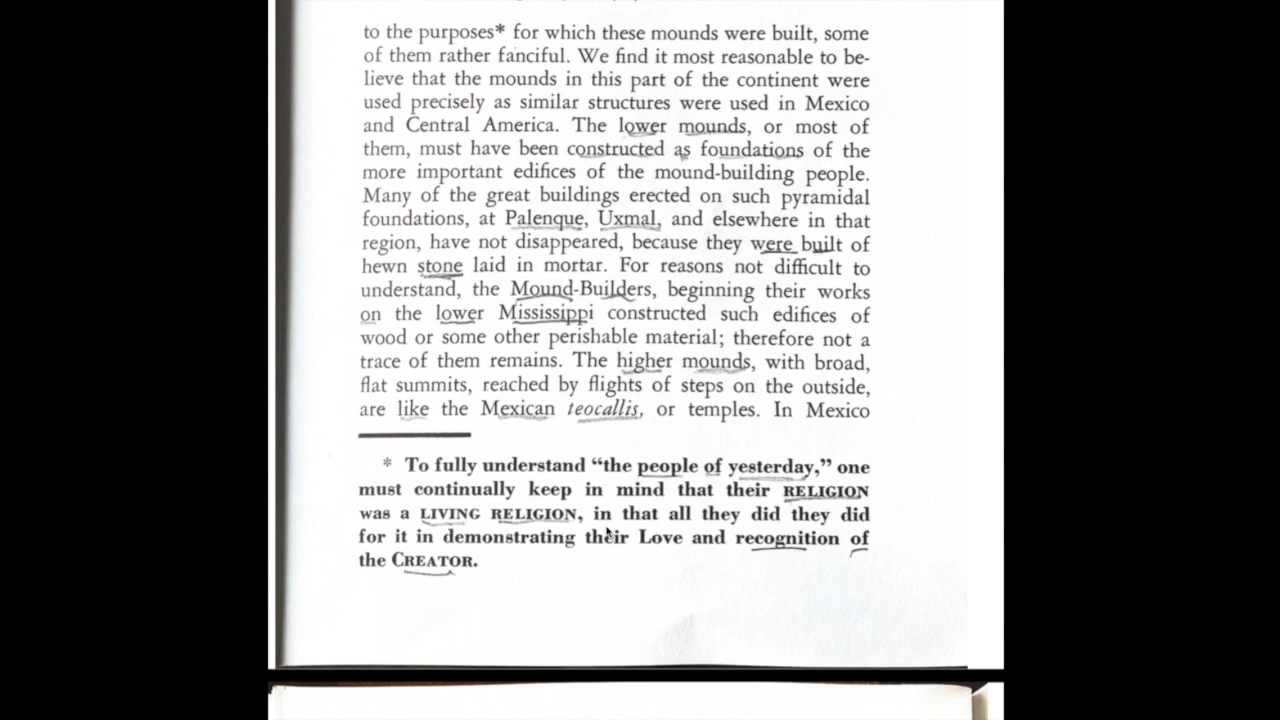 to the purposes* for which these mounds were built, some
of them rather fanciful. We find it most reasonable to be-
lieve that the mounds in this part of the continent were
used precisely as similar structures were used in Mexico
and Central America. The lower mounds, or most of
them, must have been constructed as foundations of the
more important edifices of the mound-building people.
Many of the great buildings erected on such pyramidal
foundations, at Palenque, Uxmal, and elsewhere in that
region, have not disappeared, because they were built of
hewn stone laid in mortar. For reasons not difficult to
understand, the Mound-Builders, beginning their works
on the lower Mississippi constructed such edifices of
wood or some other perishable material; therefore not a
trace of them remains. The higher mounds, with broad,
flat summits, reached by flights of steps on the outside,
are like the Mexican teocallis, or temples. In Mexico
* To fully understand “the people of yesterday,” one
must continually keep in mind that their RELIGION
was a LIVING RELIGION, in that all they did they did
for it in demonstrating their Love and recognition of
the CREATOR.